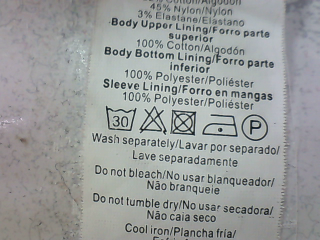 Cotton/Algodón
45% Nylon/Nylon
3% Elastane/Elastano
Body Upper Lining/Forro parte
superior
100% Cotton/Algodón
Body Bottom Lining/Forro parte
inferior
100% Polyester/Poliéster
Sleeve Lining/Forro en mangas
100% Polyester/Poliéster
30 P
Wash separately/Lavar por separado/
Lave separadamente
Do not bleach/No usar blanqueador/
Não branqueie
Do not tumble dry/No usar secadora/
Não caia seco
Cool iron/Plancha fría/